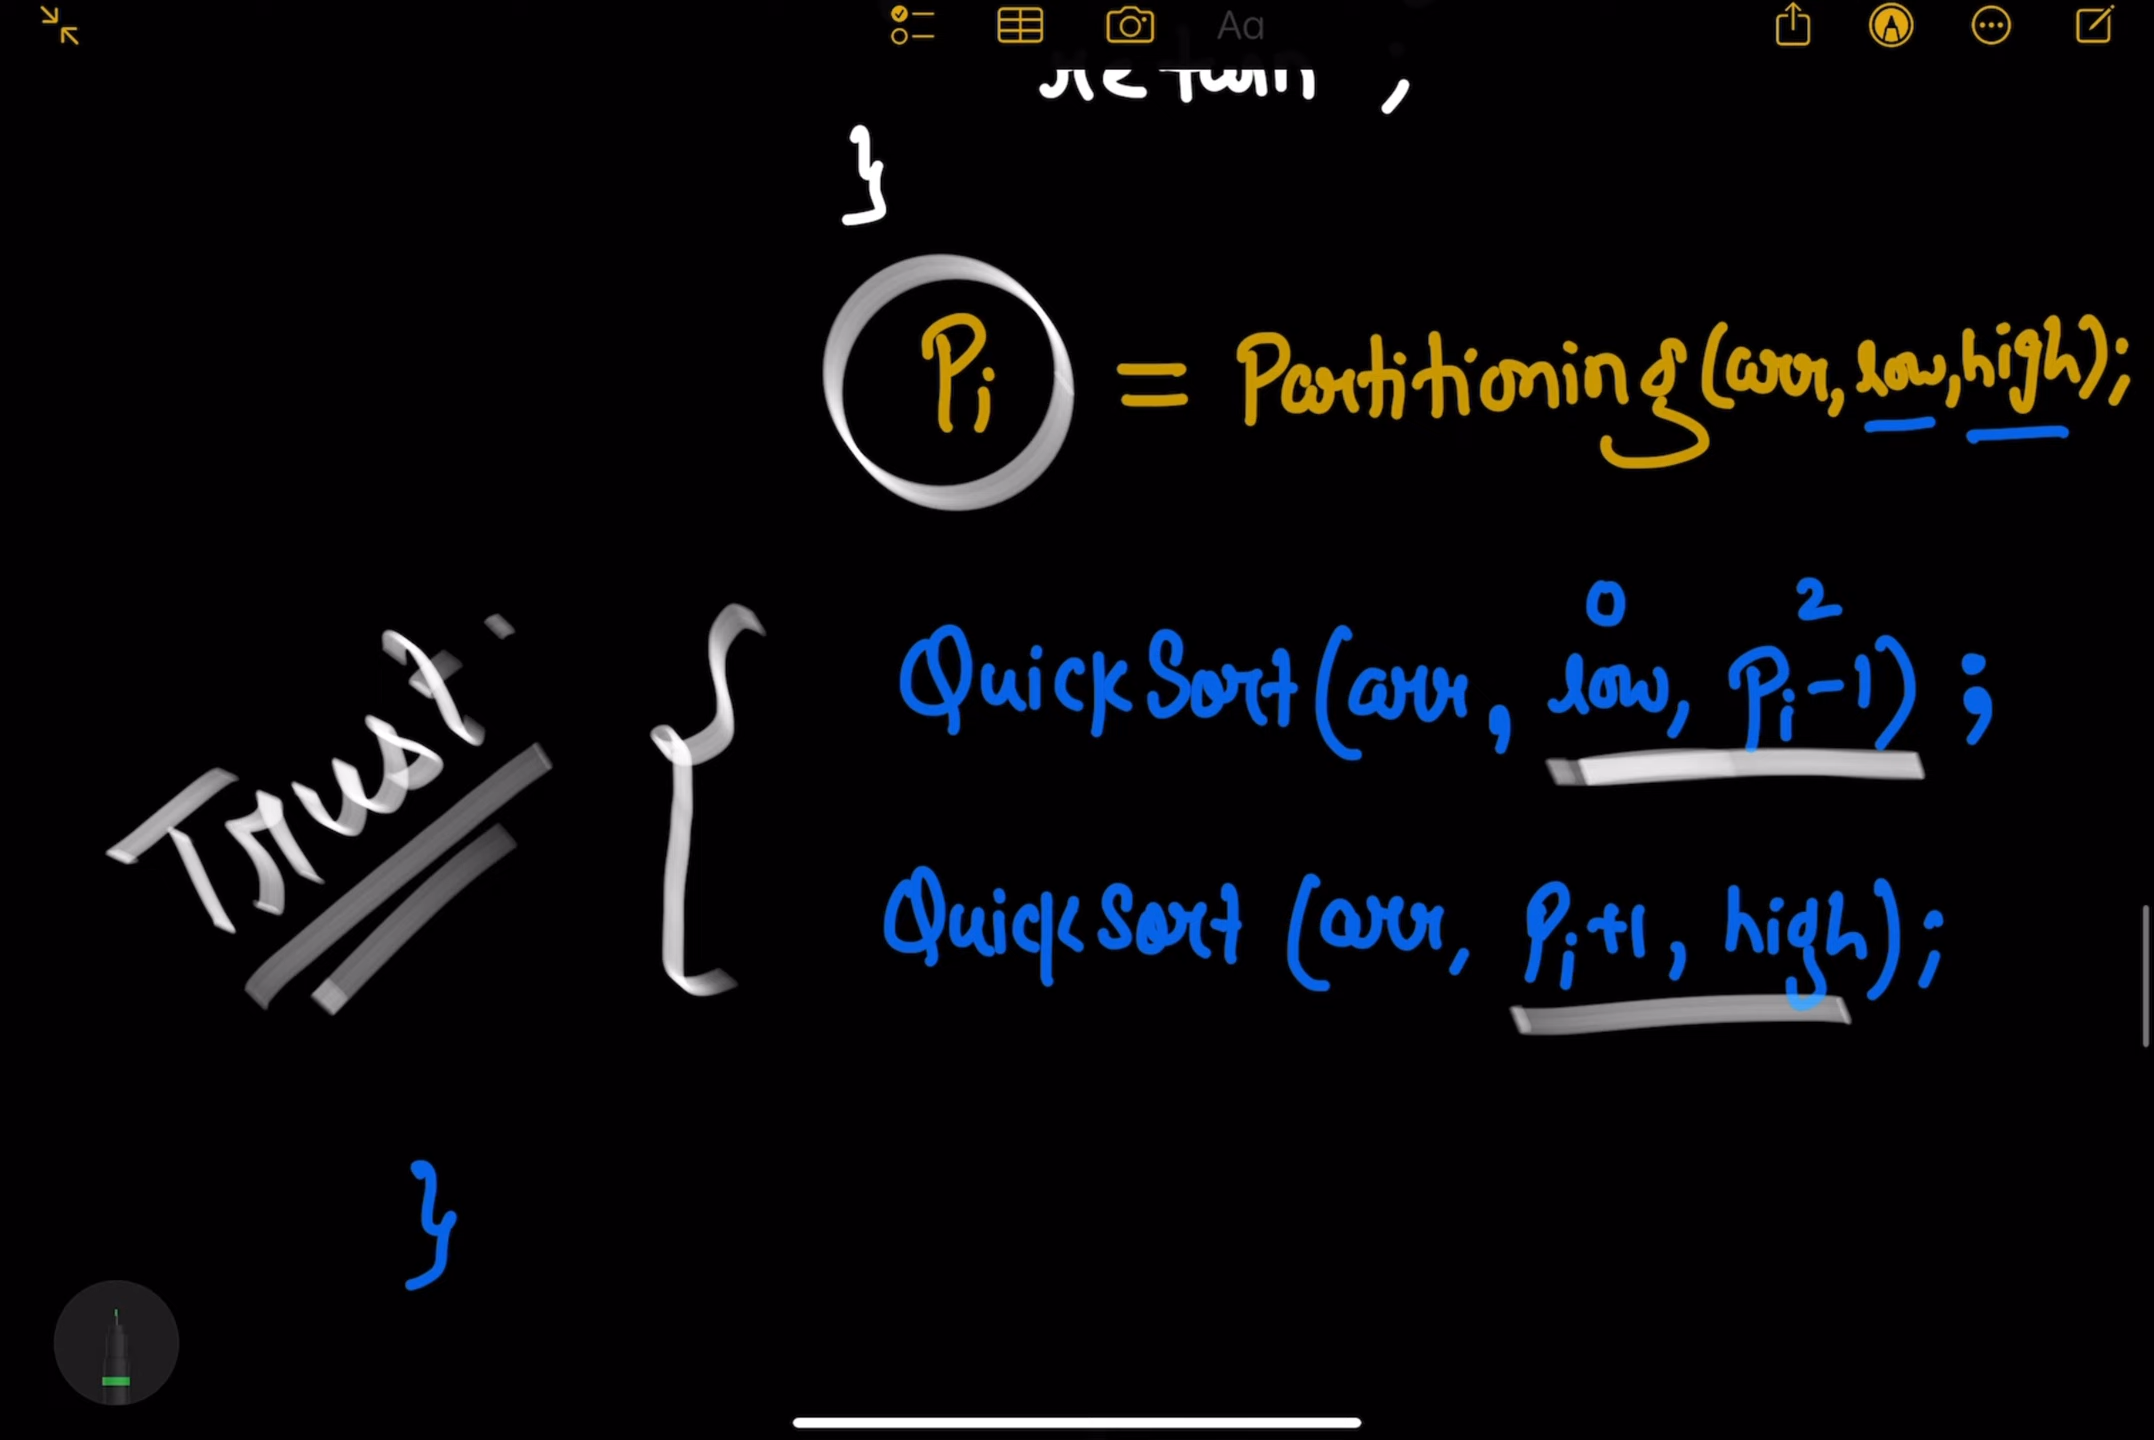 Aa
return ;
}
Pi = Partitioning(arr, low, high);
0 2
QuickSort(arr, low, Pi-1);
Trust {
QuickSort (arr, Pi+1, high);
}